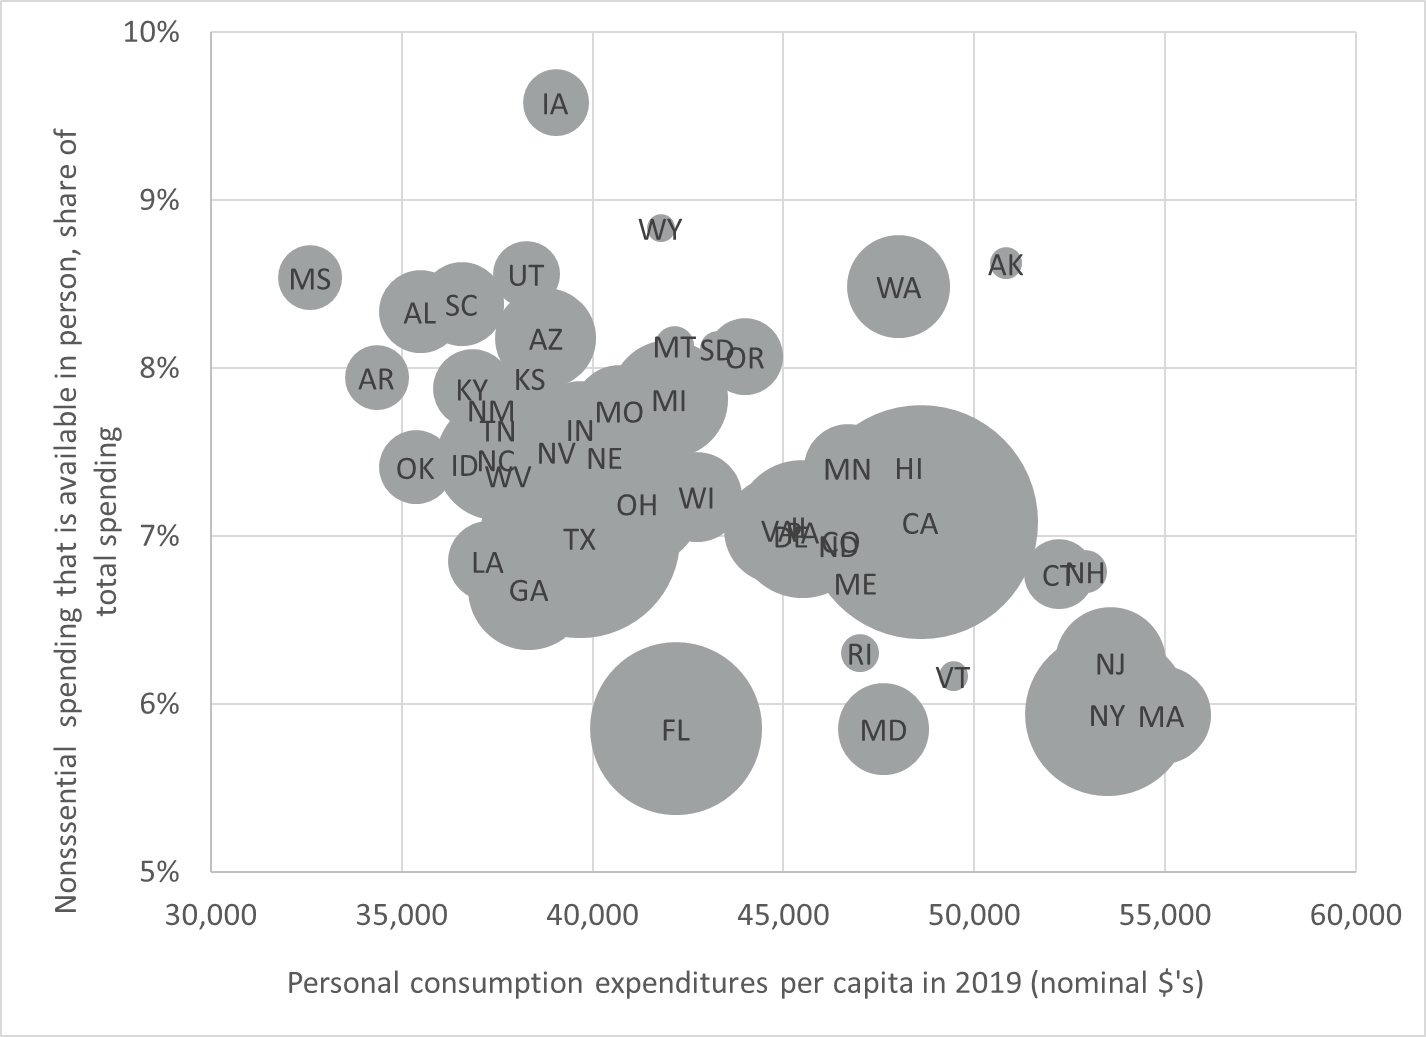 10%
9%
8%
7%
6%
5%
30,000 35,000 40,000 45,000 50,000 55,000 60,000
Nonsssential spending that is available in person, share of
total spending
Personal consumption expenditures per capita in 2019 (nominal $'s)
IA
WY
AK
MS
UT
WA
AL SC
AZ
MT SD OR
AR
KY KS
NM MO MI
TN IN
NV NE
OK ID NC
WV
MN HI
OH WI
TX
VA IL PA CA
DE CO
ND
LA
GA
ME
CT NH
RI
VT
NJ
NY MA
FL MD